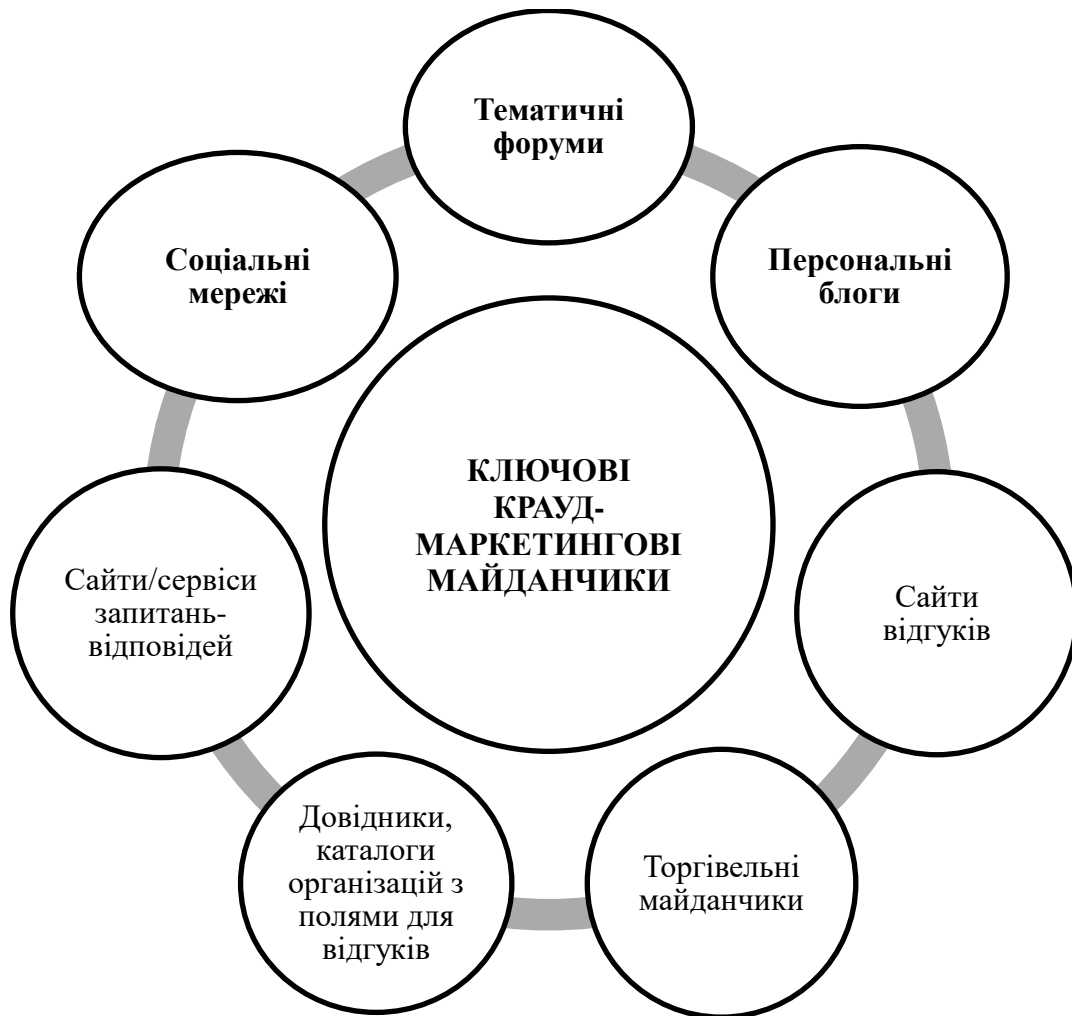 Тематичні
форуми
Персональні
блоги
Сайти
відгуків
Торгівельні
майданчики
Довідники,
каталоги
організацій з
полями для
відгуків
Сайти/сервіси
запитань-
відповідей
Соціальні
мережі
КЛЮЧОВІ
КРАУД-
МАРКЕТИНГОВІ
МАЙДАНЧИКИ